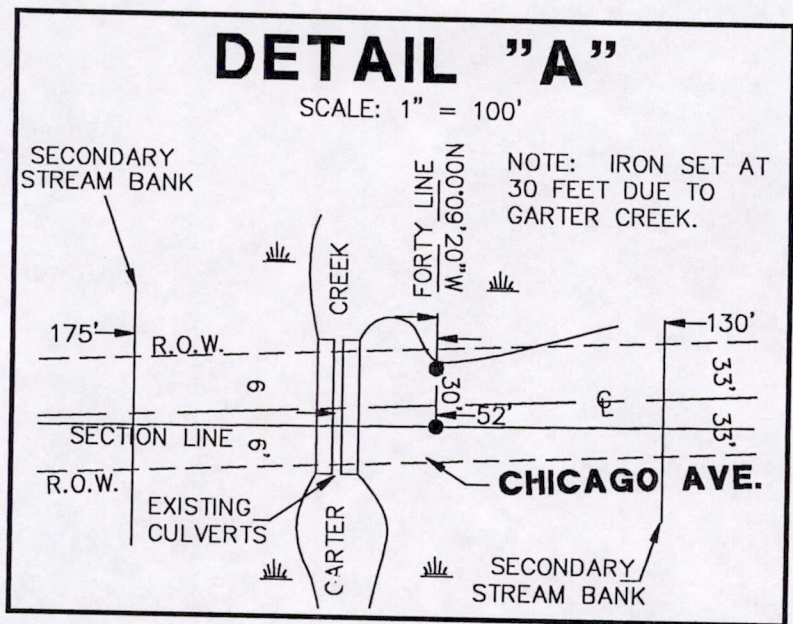 DETAIL "A"
SCALE: 1" = 100'
SECONDARY
STREAM BANK
NOTE: IRON SET AT
30 FEET DUE TO
GARTER CREEK.
FORTY LINE
N00°09'20"W
CREEK
175'
130'
R.O.W.
6
6'
30'
52'
℄
33'
33'
SECTION LINE
R.O.W.
CHICAGO AVE.
EXISTING
CULVERTS
GARTER
SECONDARY
STREAM BANK